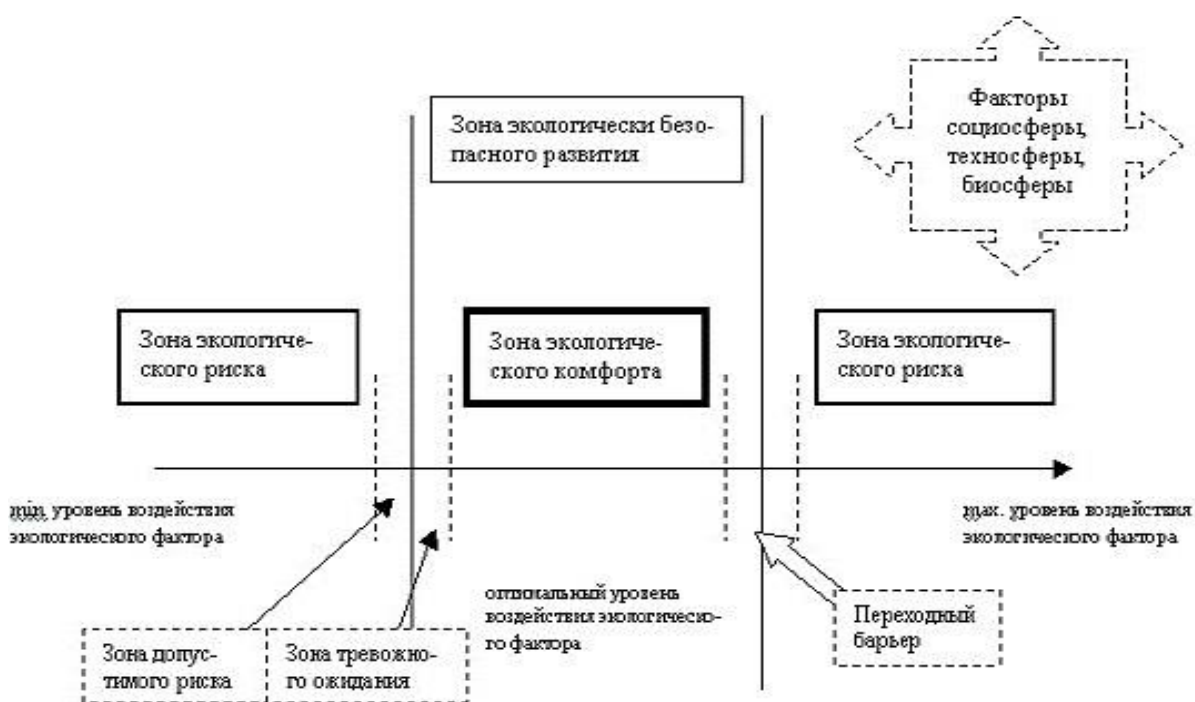 Факторы
социосферы,
техносферы,
биосферы
Зона экологически безо-
пасного развития
Зона экологиче-
ского риска
Зона экологиче-
ского комфорта
Зона экологиче-
ского риска
min. уровень воздействия
экологического фактора
max. уровень воздействия
экологического фактора
оптимальный уровень
воздействия экологическо-
го фактора
Зона допус-
тимого риска
Зона тревожно-
го ожидания
Переходный
барьер